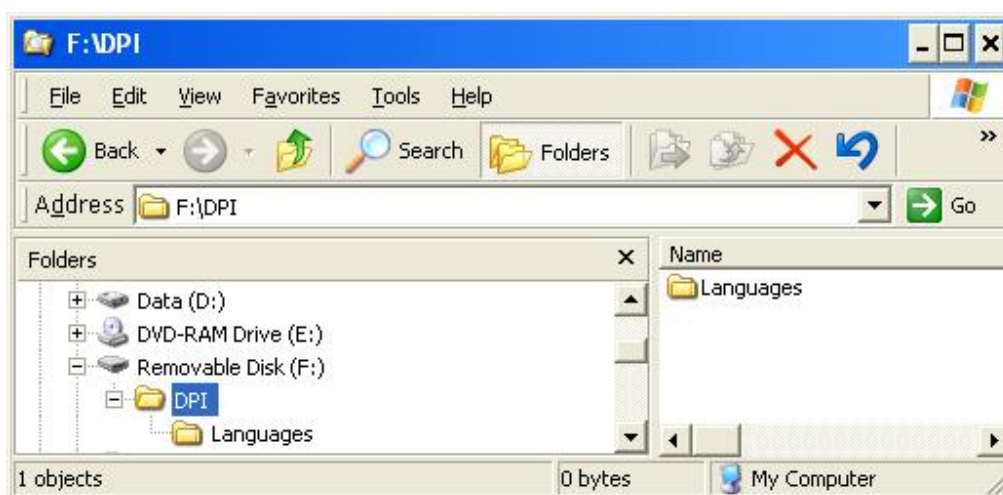 F:\DPI
File Edit View Favorites Tools Help
Back Search Folders »
Address F:\DPI Go
Folders x Name
Data (D:) Languages
DVD-RAM Drive (E:)
Removable Disk (F:)
DPI
Languages
1 objects 0 bytes My Computer